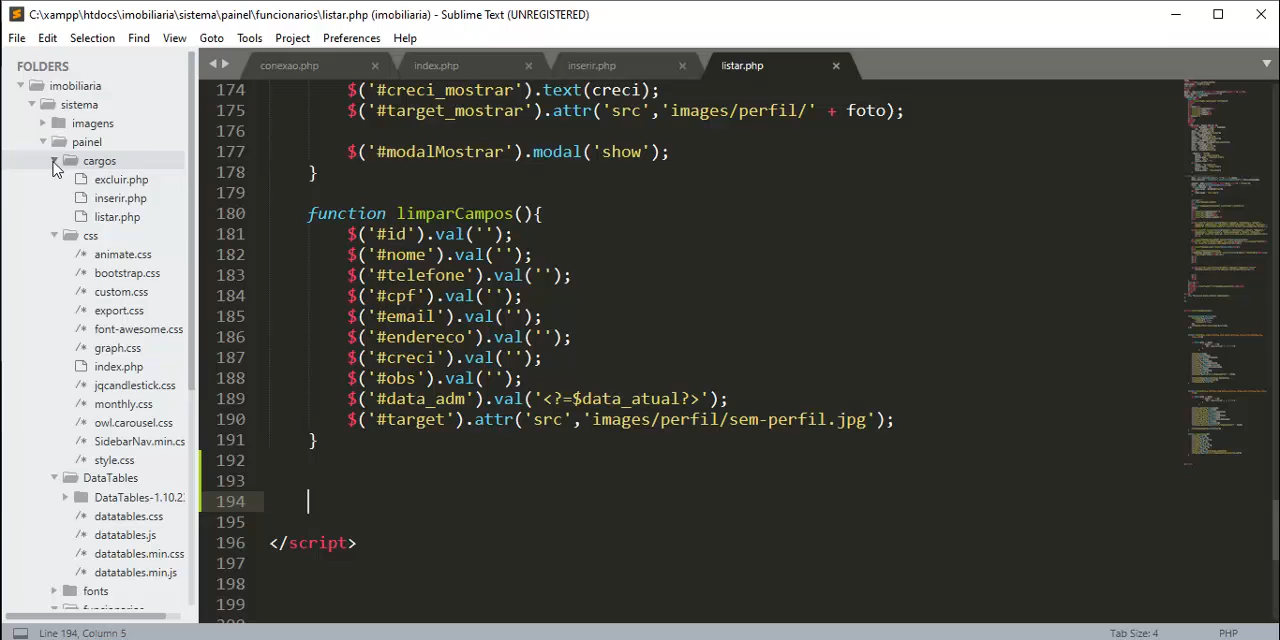 C:\xampp\htdocs\imobiliaria\sistema\painel\funcionarios\listar.php (imobiliaria) - Sublime Text (UNREGISTERED)
File Edit Selection Find View Goto Tools Project Preferences Help
FOLDERS
imobiliaria
sistema
imagens
painel
cargos
excluir.php
inserir.php
listar.php
css
/* animate.css
/* bootstrap.css
/* custom.css
/* export.css
/* font-awesome.css
/* graph.css
index.php
/* jqcandlestick.css
/* monthly.css
/* owl.carousel.css
/* SidebarNav.min.cs
/* style.css
DataTables
DataTables-1.10.2
/* datatables.css
/* datatables.js
/* datatables.min.css
/* datatables.min.js
fonts
funcionarios
conexao.php
index.php
inserir.php
listar.php
174 $('#creci_mostrar').text(creci);
175 $('#target_mostrar').attr('src','images/perfil/' + foto);
176
177 $('#modalMostrar').modal('show');
178 }
179
180 function limparCampos(){
181 $('#id').val('');
182 $('#nome').val('');
183 $('#telefone').val('');
184 $('#cpf').val('');
185 $('#email').val('');
186 $('#endereco').val('');
187 $('#creci').val('');
188 $('#obs').val('');
189 $('#data_adm').val('<?=$data_atual?>');
190 $('#target').attr('src','images/perfil/sem-perfil.jpg');
191 }
192
193
194
195
196 </script>
197
198
199
Line 194, Column 5
Tab Size: 4
PHP